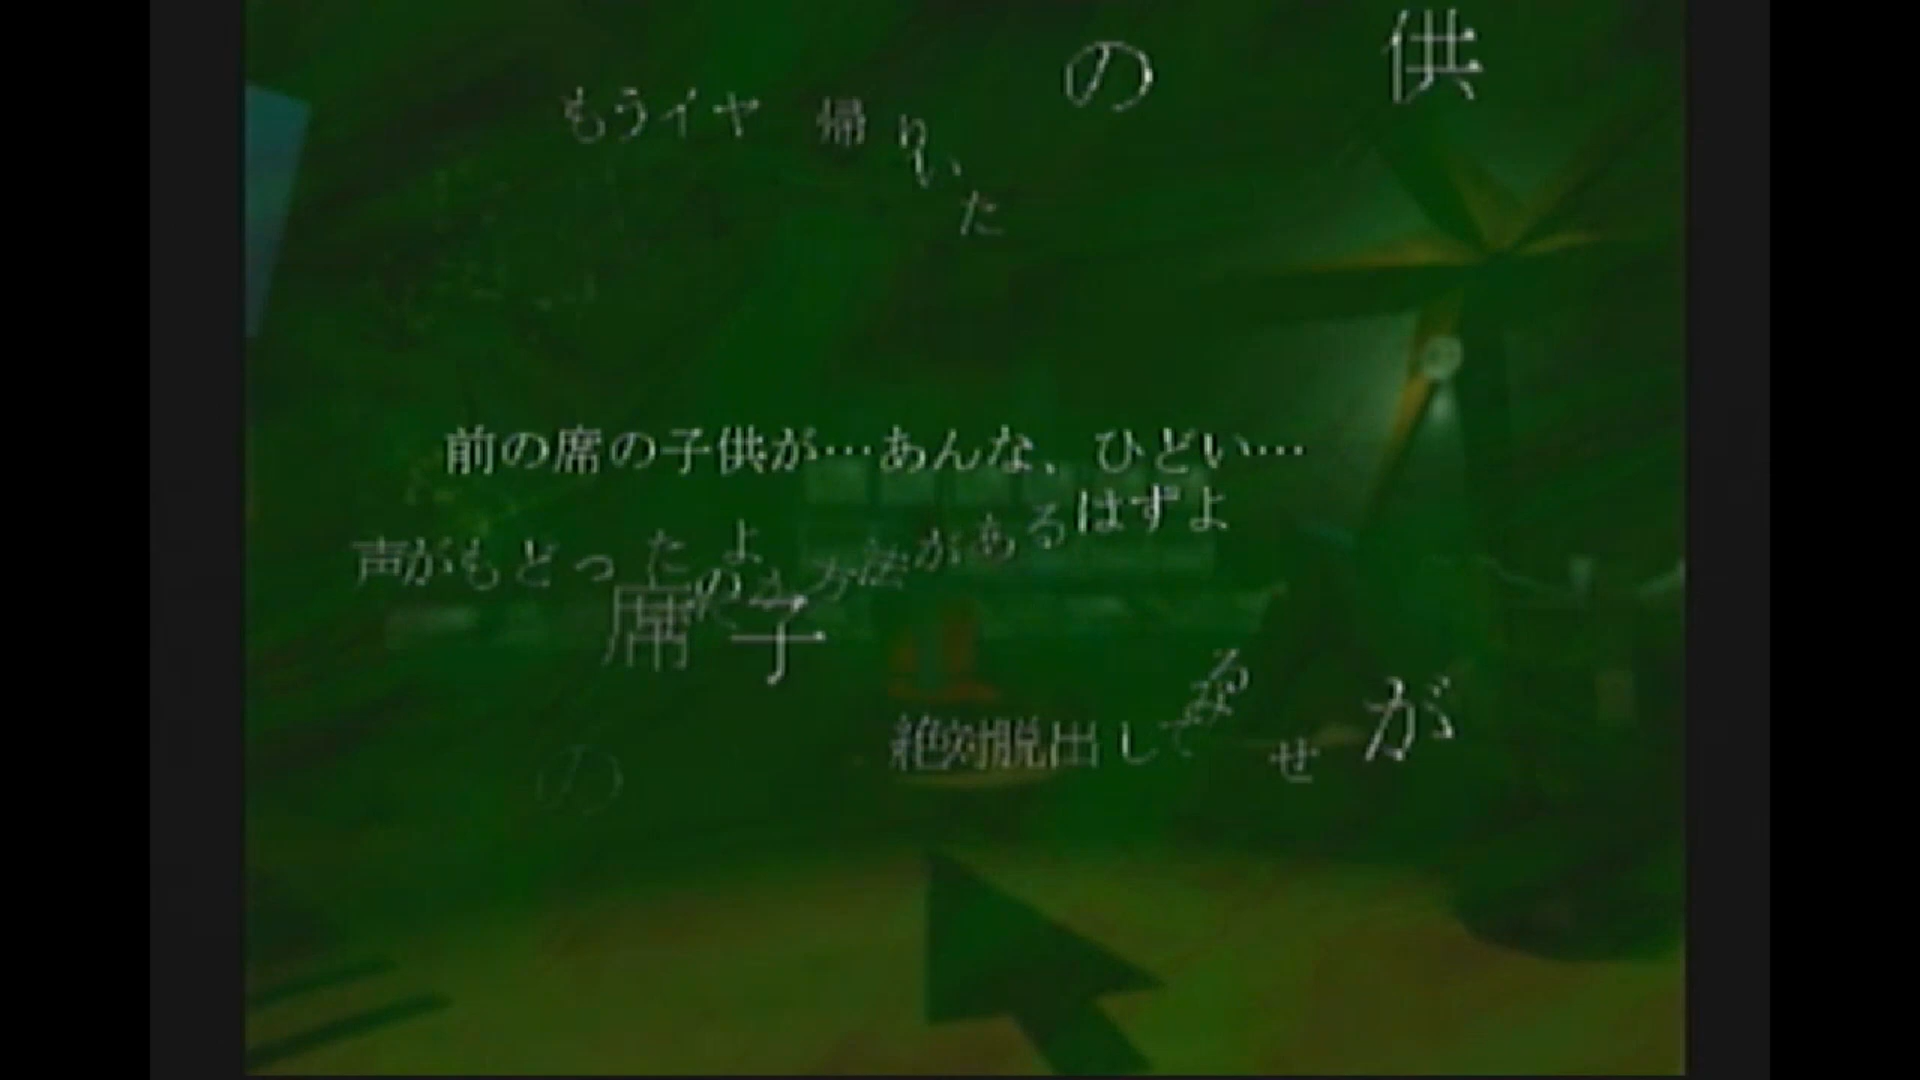 の 供
もうイヤ 帰りたい
前の席の子供が…あんな、ひどい…
声がもどったよ
方法があるはずよ
席 子
絶対脱出してみせる
が
の